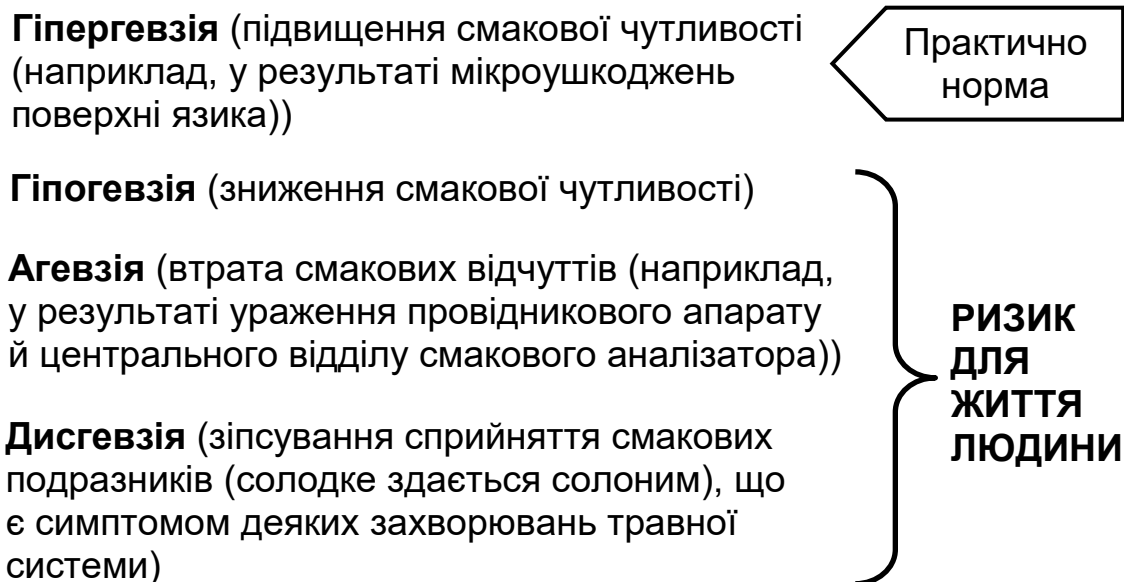 Гіпергевзія (підвищення смакової чутливості
(наприклад, у результаті мікроушкоджень
поверхні язика))
Практично
норма
Гіпогевзія (зниження смакової чутливості)
Агевзія (втрата смакових відчуттів (наприклад,
у результаті ураження провідникового апарату
й центрального відділу смакового аналізатора))
Дисгевзія (зіпсування сприйняття смакових
подразників (солодке здається солоним), що
є симптомом деяких захворювань травної
системи)
РИЗИК
ДЛЯ
ЖИТТЯ
ЛЮДИНИ